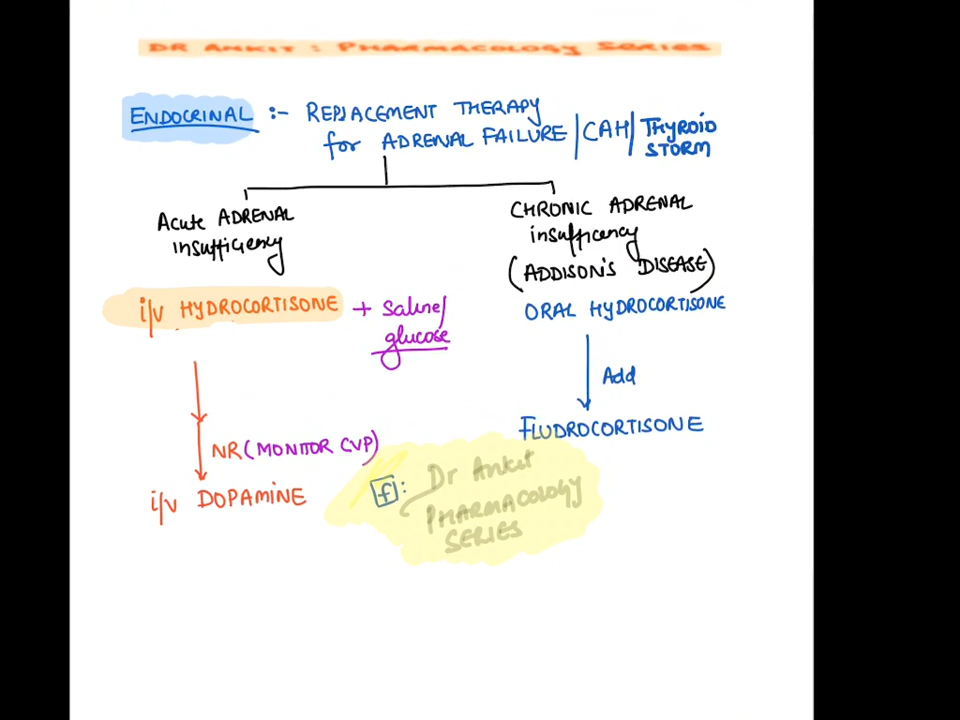 DR ANKIT : PHARMACOLOGY SERIES
ENDOCRINAL :- REPLACEMENT THERAPY
for ADRENAL FAILURE / CAH / THYROID
STORM
Acute ADRENAL
insufficiency
CHRONIC ADRENAL
insufficency
(ADDISON'S DISEASE)
i/v HYDROCORTISONE + Saline/
glucose
ORAL HYDROCORTISONE
Add
FLUDROCORTISONE
NR (MONITOR CVP)
i/v DOPAMINE
f : Dr Ankit
PHARMACOLOGY
SERIES